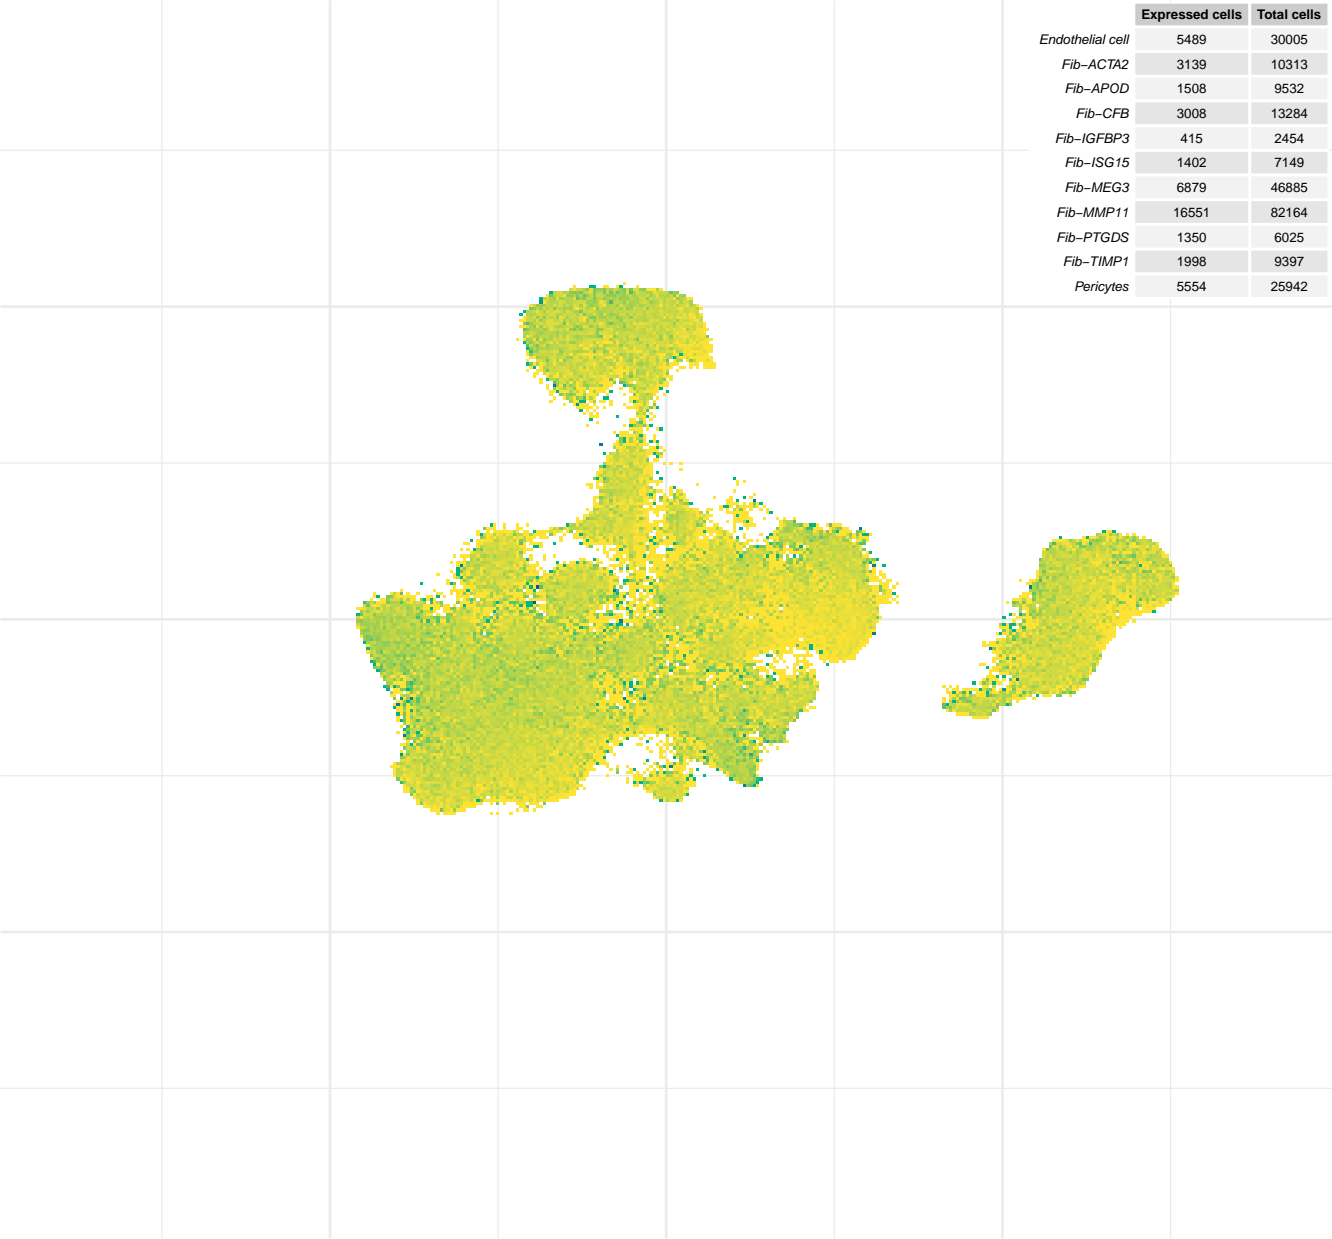 Expressed cells Total cells
Endothelial cell 5489 30005
Fib−ACTA2 3139 10313
Fib−APOD 1508 9532
Fib−CFB 3008 13284
Fib−IGFBP3 415 2454
Fib−ISG15 1402 7149
Fib−MEG3 6879 46885
Fib−MMP11 16551 82164
Fib−PTGDS 1350 6025
Fib−TIMP1 1998 9397
Pericytes 5554 25942